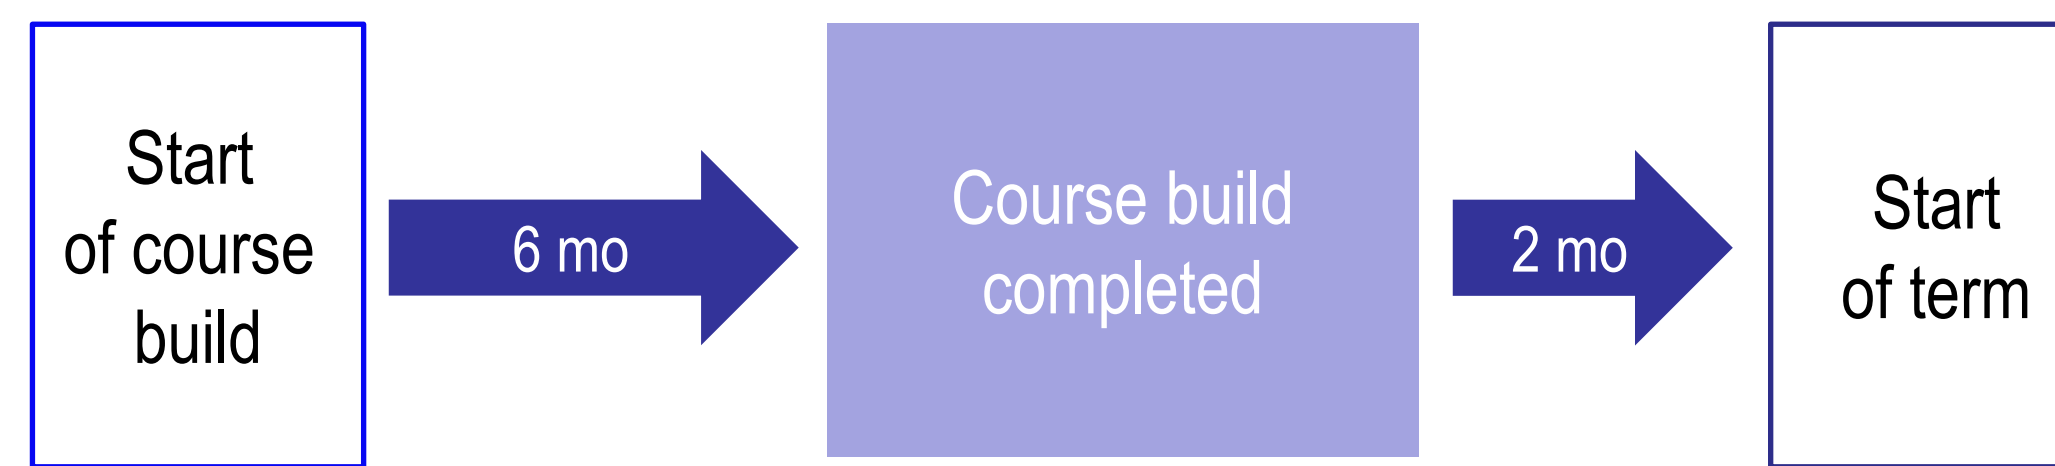 Start
of course
build
6 mo
Course build
completed
2 mo
Start
of term